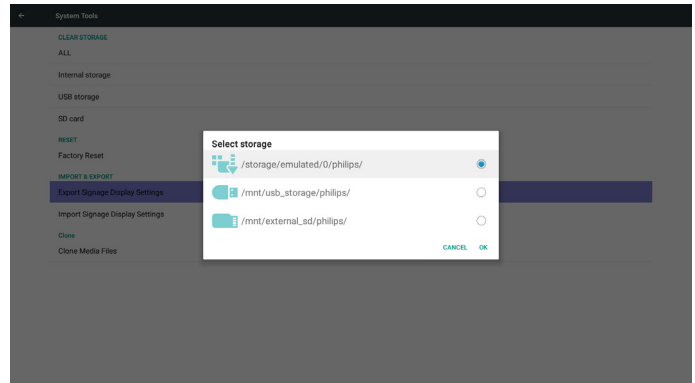 System Tools
CLEAR STORAGE
ALL
Internal storage
USB storage
SD card
RESET
Factory Reset
IMPORT & EXPORT
Export Signage Display Settings
Import Signage Display Settings
Clone
Clone Media Files
Select storage
/storage/emulated/0/philips/
/mnt/usb_storage/philips/
/mnt/external_sd/philips/
CANCEL OK